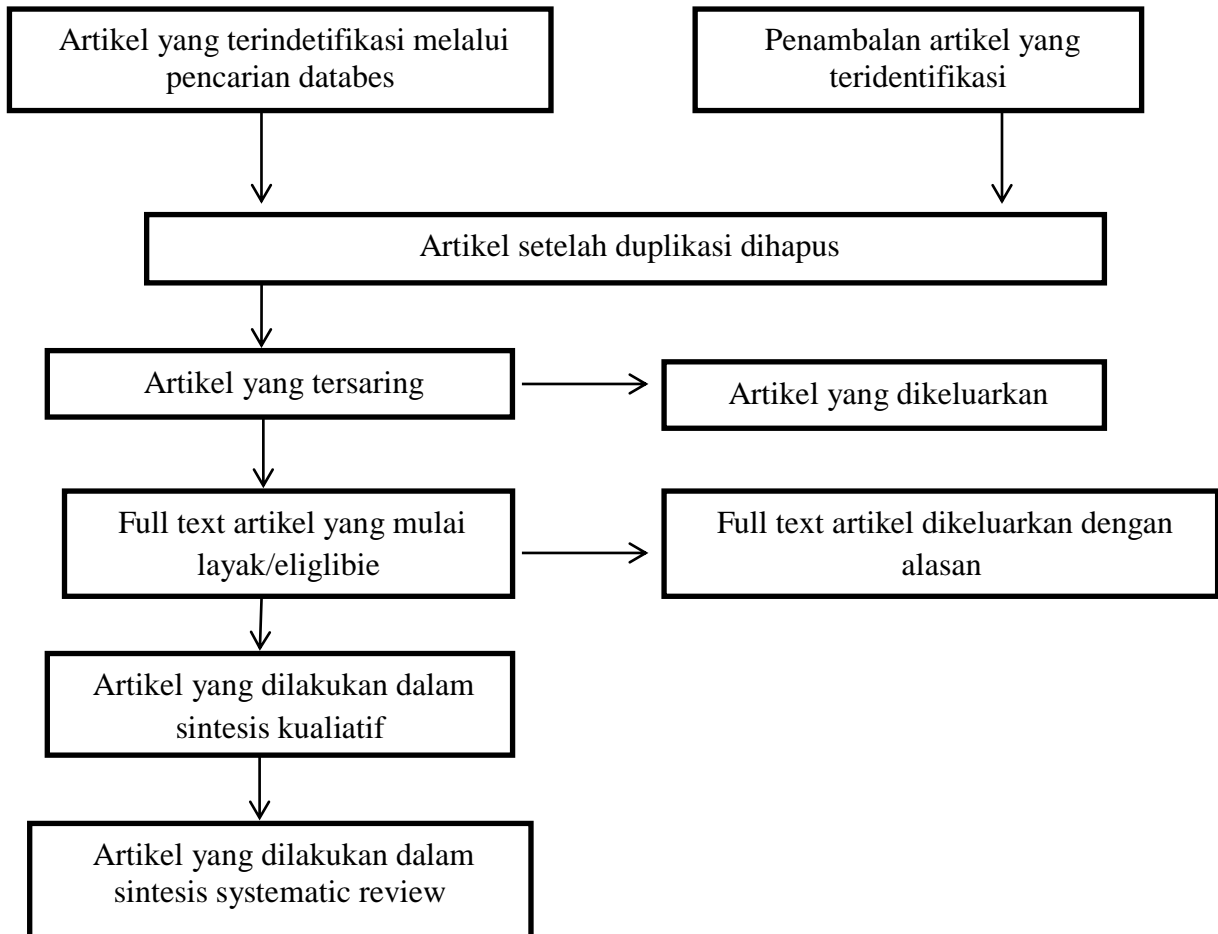 Artikel yang terindetifikasi melalui
pencarian databes
Penambalan artikel yang
teridentifikasi
Artikel setelah duplikasi dihapus
Artikel yang tersaring
Artikel yang dikeluarkan
Full text artikel yang mulai
layak/eliglibie
Full text artikel dikeluarkan dengan
alasan
Artikel yang dilakukan dalam
sintesis kualiatif
Artikel yang dilakukan dalam
sintesis systematic review